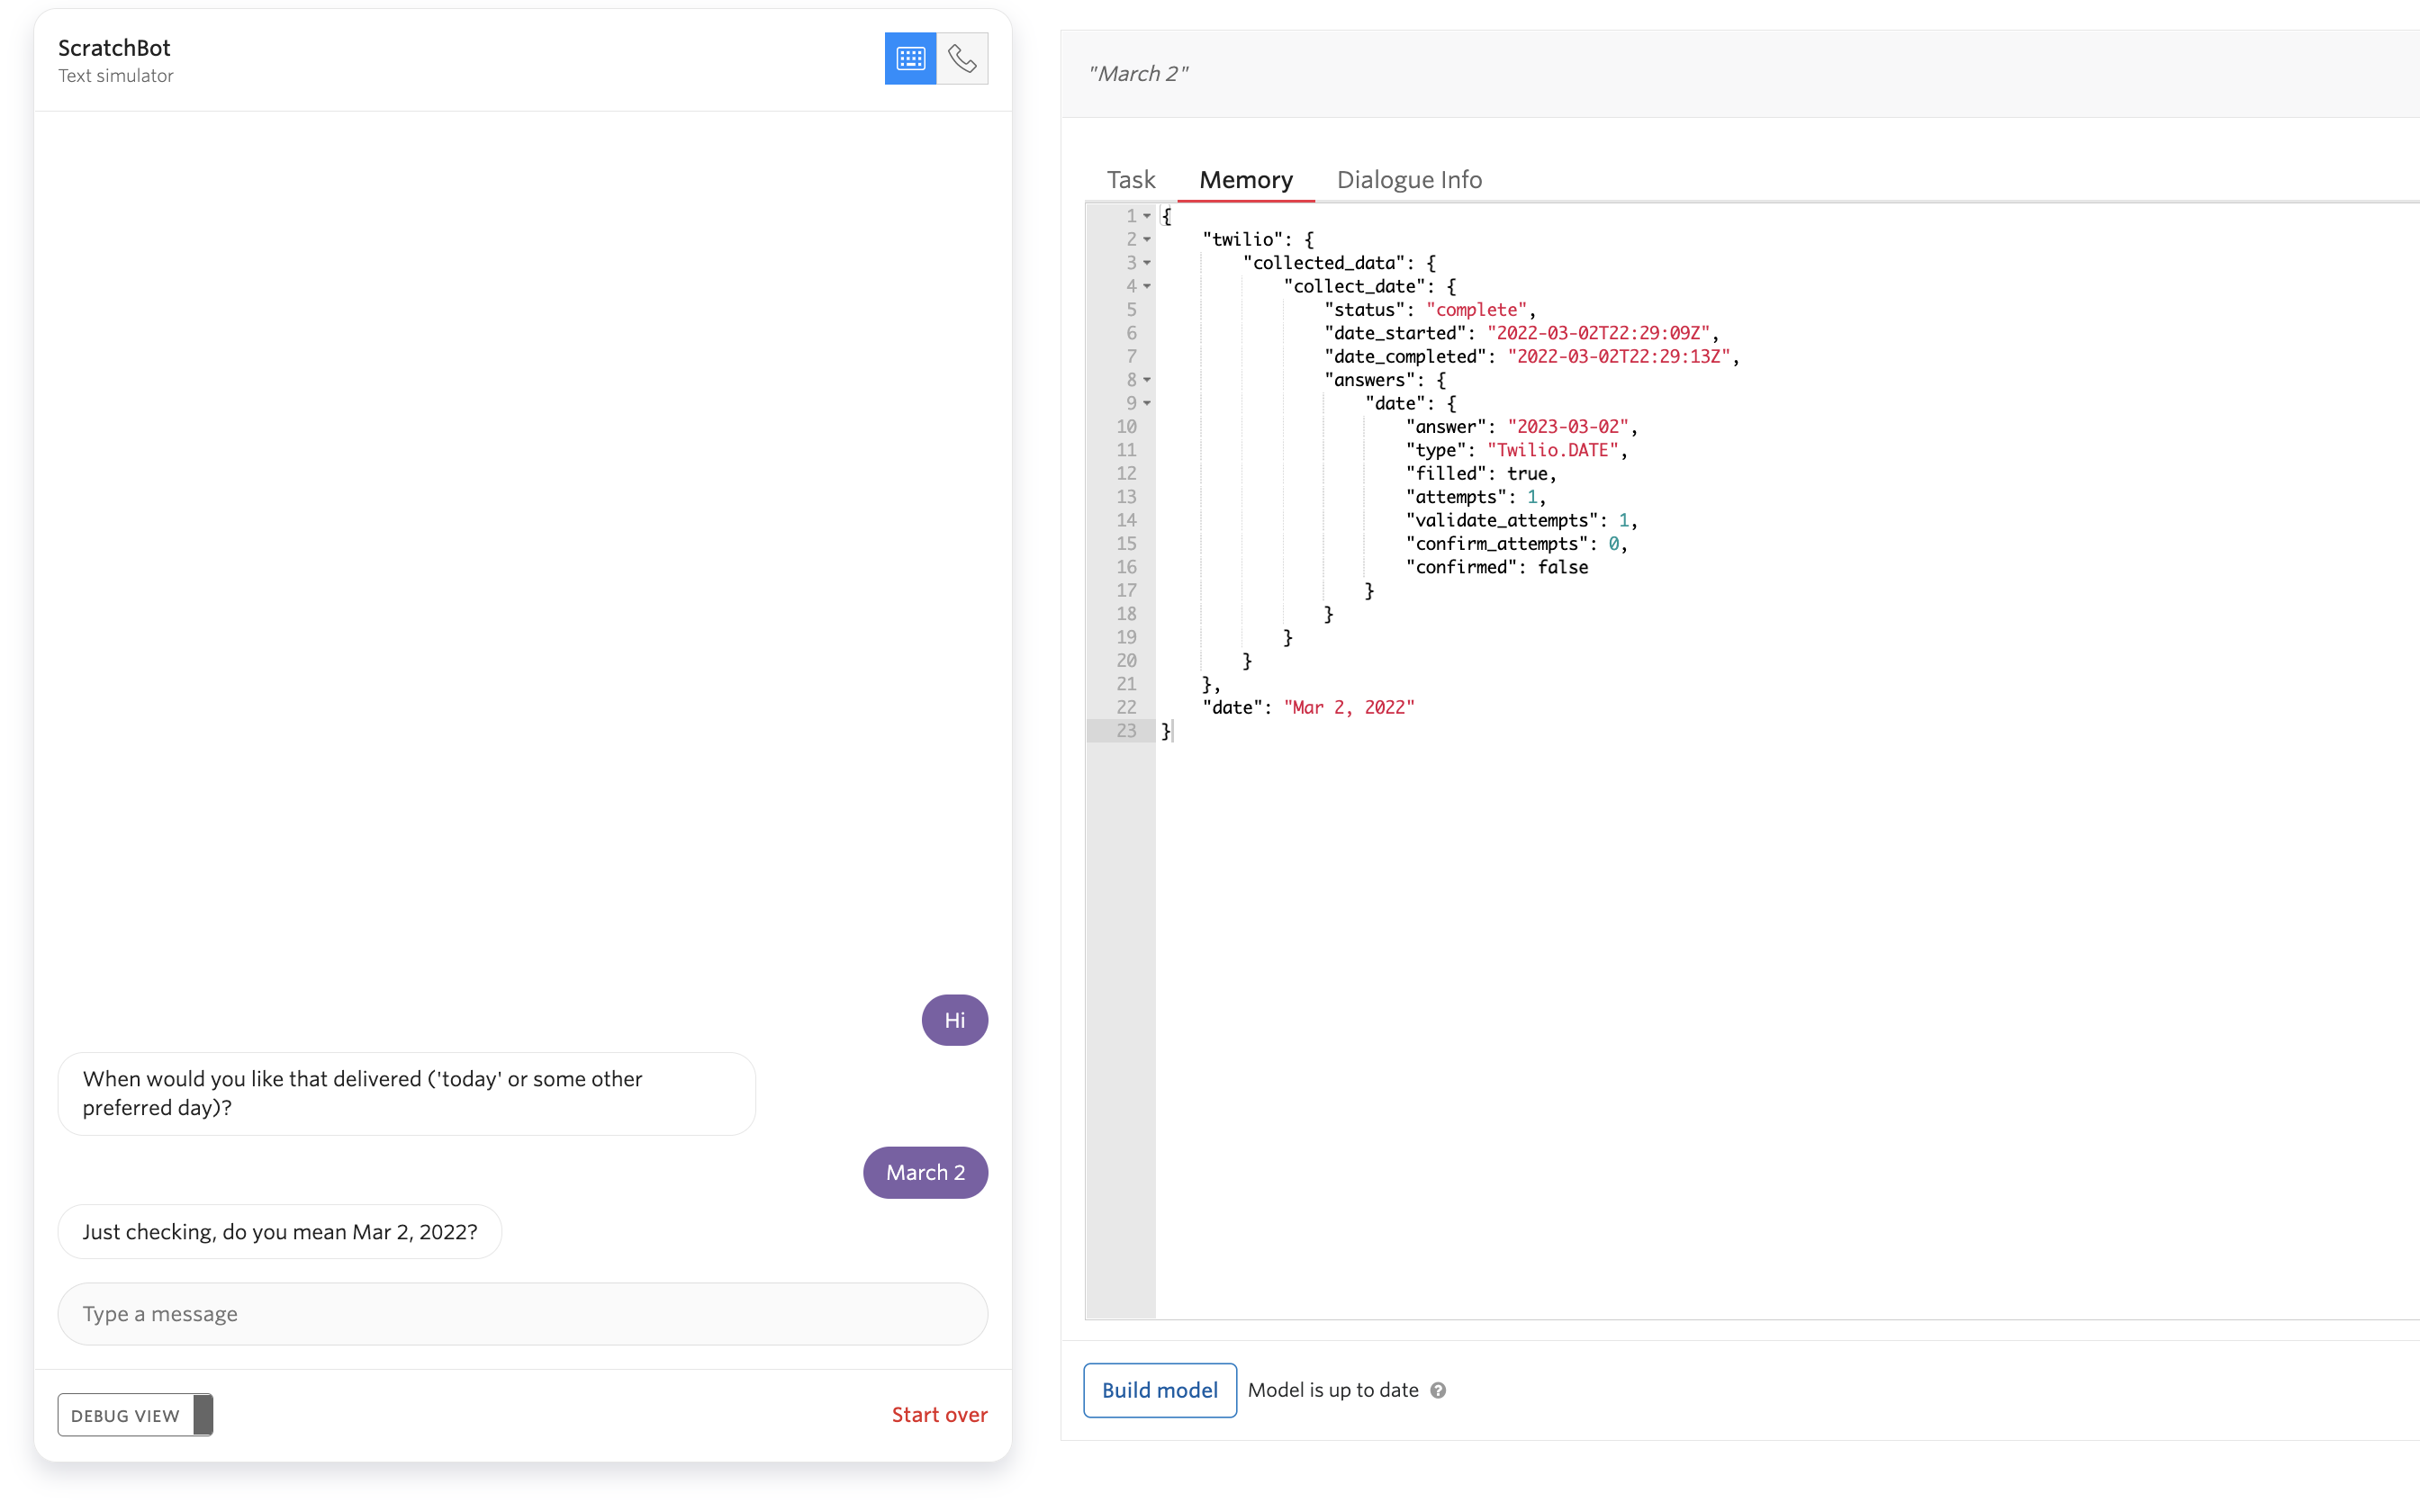 ScratchBot
Text simulator
Hi
When would you like that delivered ('today' or some other
preferred day)?
March 2
Just checking, do you mean Mar 2, 2022?
Type a message
DEBUG VIEW
Start over
"March 2"
Task Memory Dialogue Info
1 {
2 "twilio": {
3 "collected_data": {
4 "collect_date": {
5 "status": "complete",
6 "date_started": "2022-03-02T22:29:09Z",
7 "date_completed": "2022-03-02T22:29:13Z",
8 "answers": {
9 "date": {
10 "answer": "2023-03-02",
11 "type": "Twilio.DATE",
12 "filled": true,
13 "attempts": 1,
14 "validate_attempts": 1,
15 "confirm_attempts": 0,
16 "confirmed": false
17 }
18 }
19 }
20 }
21 },
22 "date": "Mar 2, 2022"
23 }
Build model Model is up to date ?